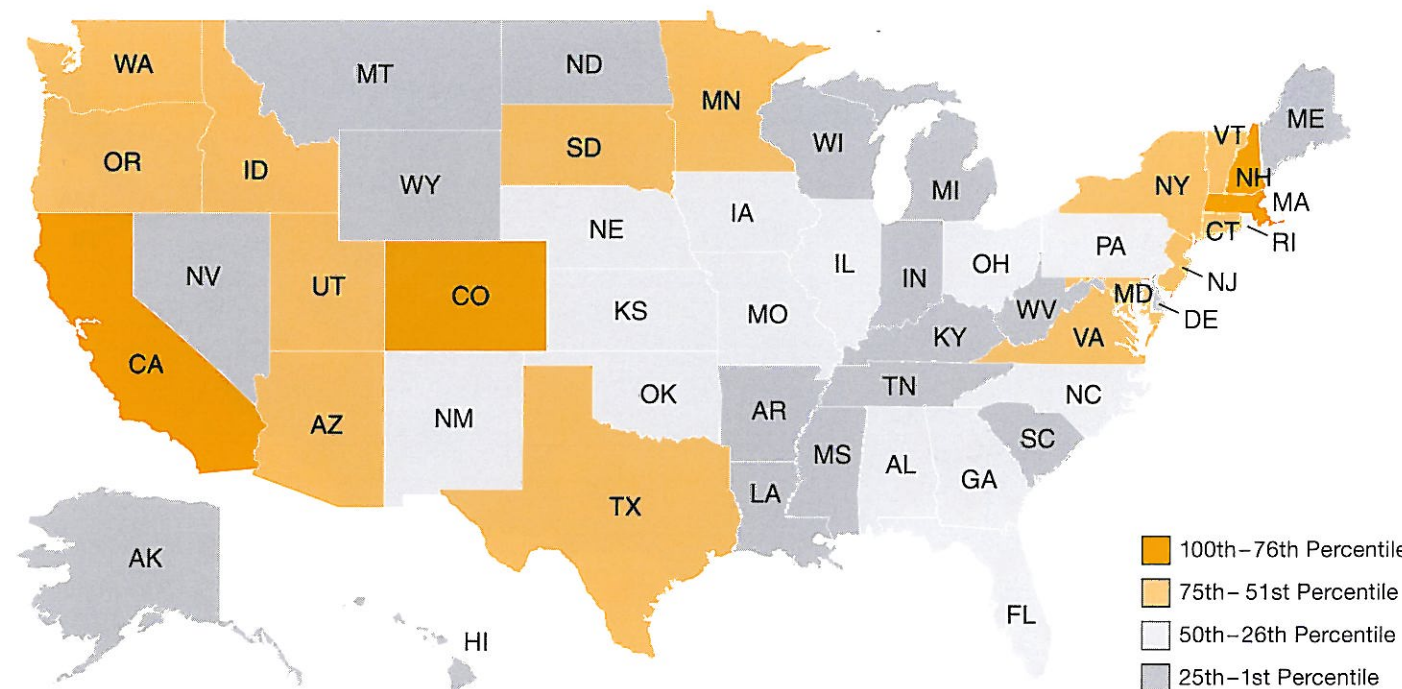 WA
MT
ND
MN
ME
VT
OR
ID
SD
WI
NY
NH
WY
MI
MA
NE
IA
PA
CT
RI
NV
UT
CO
IL
IN
OH
NJ
KS
MO
WV
MD
DE
CA
KY
VA
TN
NC
AZ
NM
OK
AR
SC
MS
AL
GA
LA
TX
AK
FL
HI
100th–76th Percentile
75th–51st Percentile
50th–26th Percentile
25th–1st Percentile